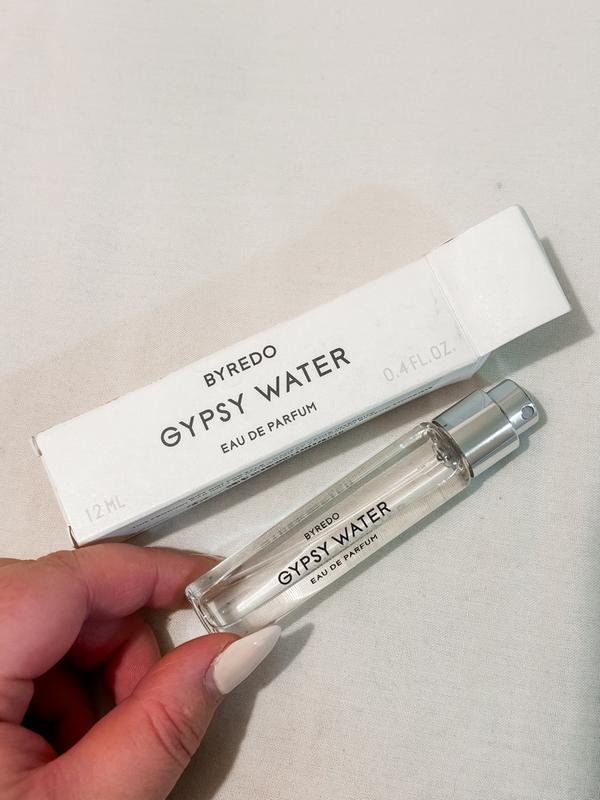 BYREDO
GYPSY WATER
EAU DE PARFUM
0.4 FL.OZ.
12 ML
BYREDO
GYPSY WATER
EAU DE PARFUM